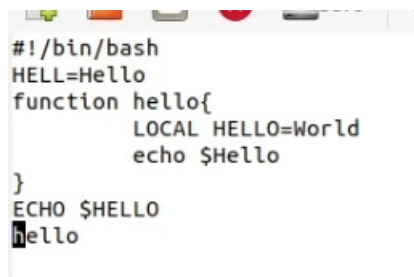 #!/bin/bash
HELL=Hello
function hello{
LOCAL HELLO=World
echo $Hello
}
ECHO $HELLO
hello